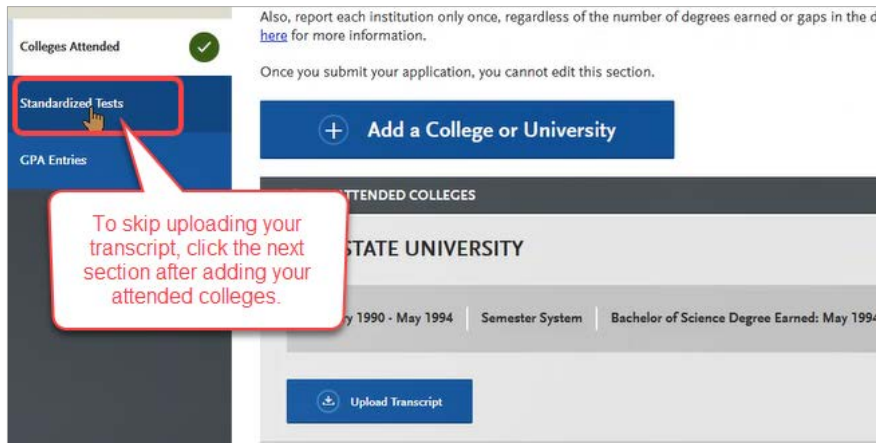 Also, report each institution only once, regardless of the number of degrees earned or gaps in the
here for more information.
Once you submit your application, you cannot edit this section.
Colleges Attended
Standardized Tests
GPA Entries
+ Add a College or University
To skip uploading your
transcript, click the next
section after adding your
attended colleges.
COLLEGES
STATE UNIVERSITY
1990 - May 1994
Semester System
Bachelor of Science Degree Earned: May 1994
Upload Transcript